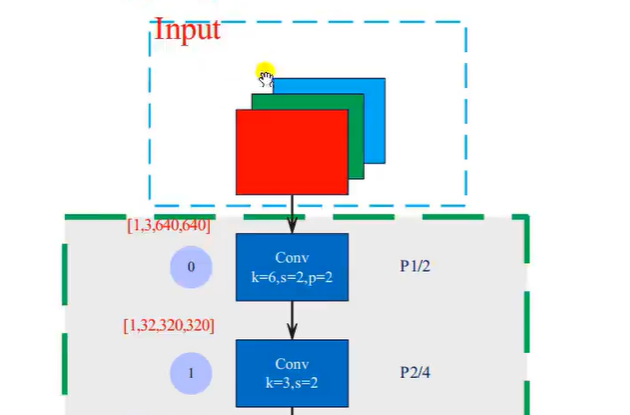 Input
[1,3,640,640]
0
Conv
k=6,s=2,p=2
P1/2
[1,32,320,320]
1
Conv
k=3,s=2
P2/4